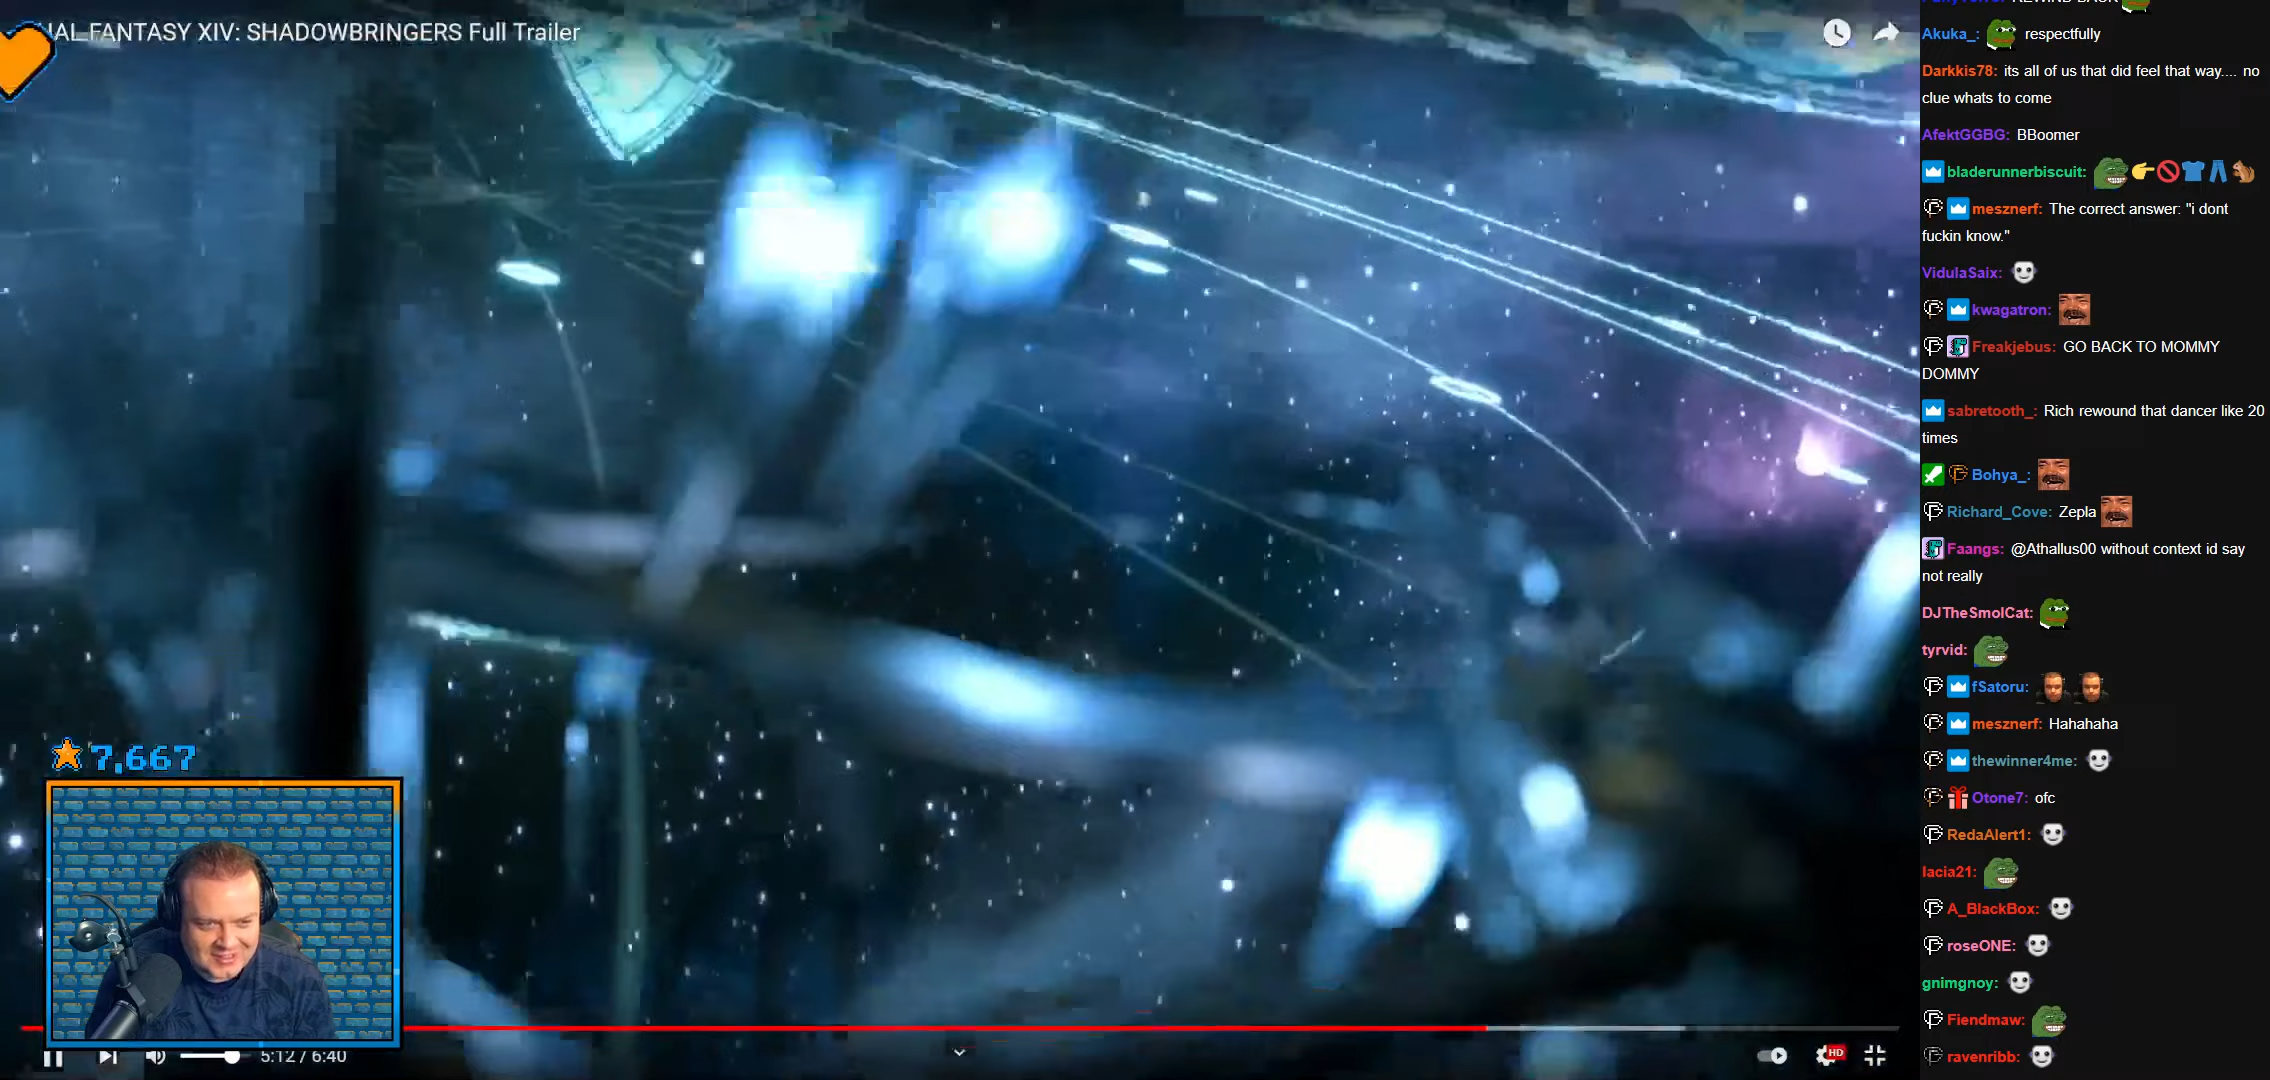 AL FANTASY XIV: SHADOWBRINGERS Full Trailer
7,667
5:12 / 6:40
HD
REWIND BACK
Akuka_: respectfully
Darkkis78: its all of us that did feel that way.... no
clue whats to come
AfektGGBG: BBoomer
bladerunnerbiscuit:
mesznerf: The correct answer: "i dont
fuckin know."
VidulaSaix:
kwagatron:
Freakjebus: GO BACK TO MOMMY
DOMMY
sabretooth_: Rich rewound that dancer like 20
times
Bohya_:
Richard_Cove: Zepla
Faangs: @Athallus00 without context id say
not really
DJTheSmolCat:
tyrvid:
fSatoru:
mesznerf: Hahahaha
thewinner4me:
Otone7: ofc
RedaAlert1:
lacia21:
A_BlackBox:
roseONE:
gnimgnoy:
Fiendmaw:
ravenribb: